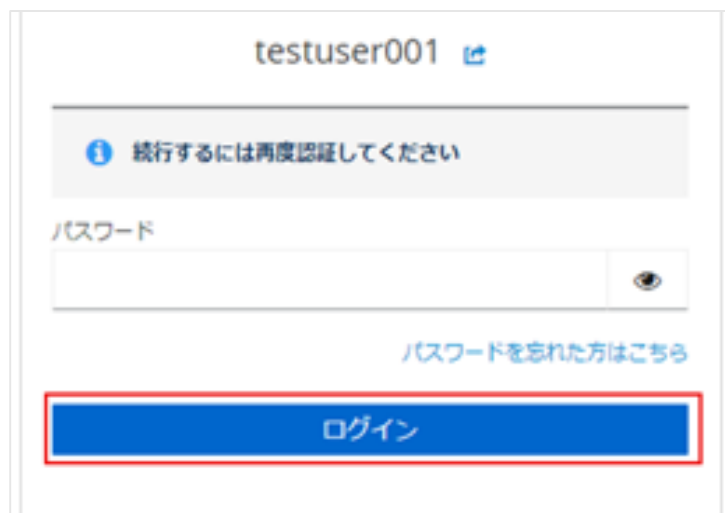 testuser001
続行するには再度認証してください
パスワード
パスワードを忘れた方はこちら
ログイン